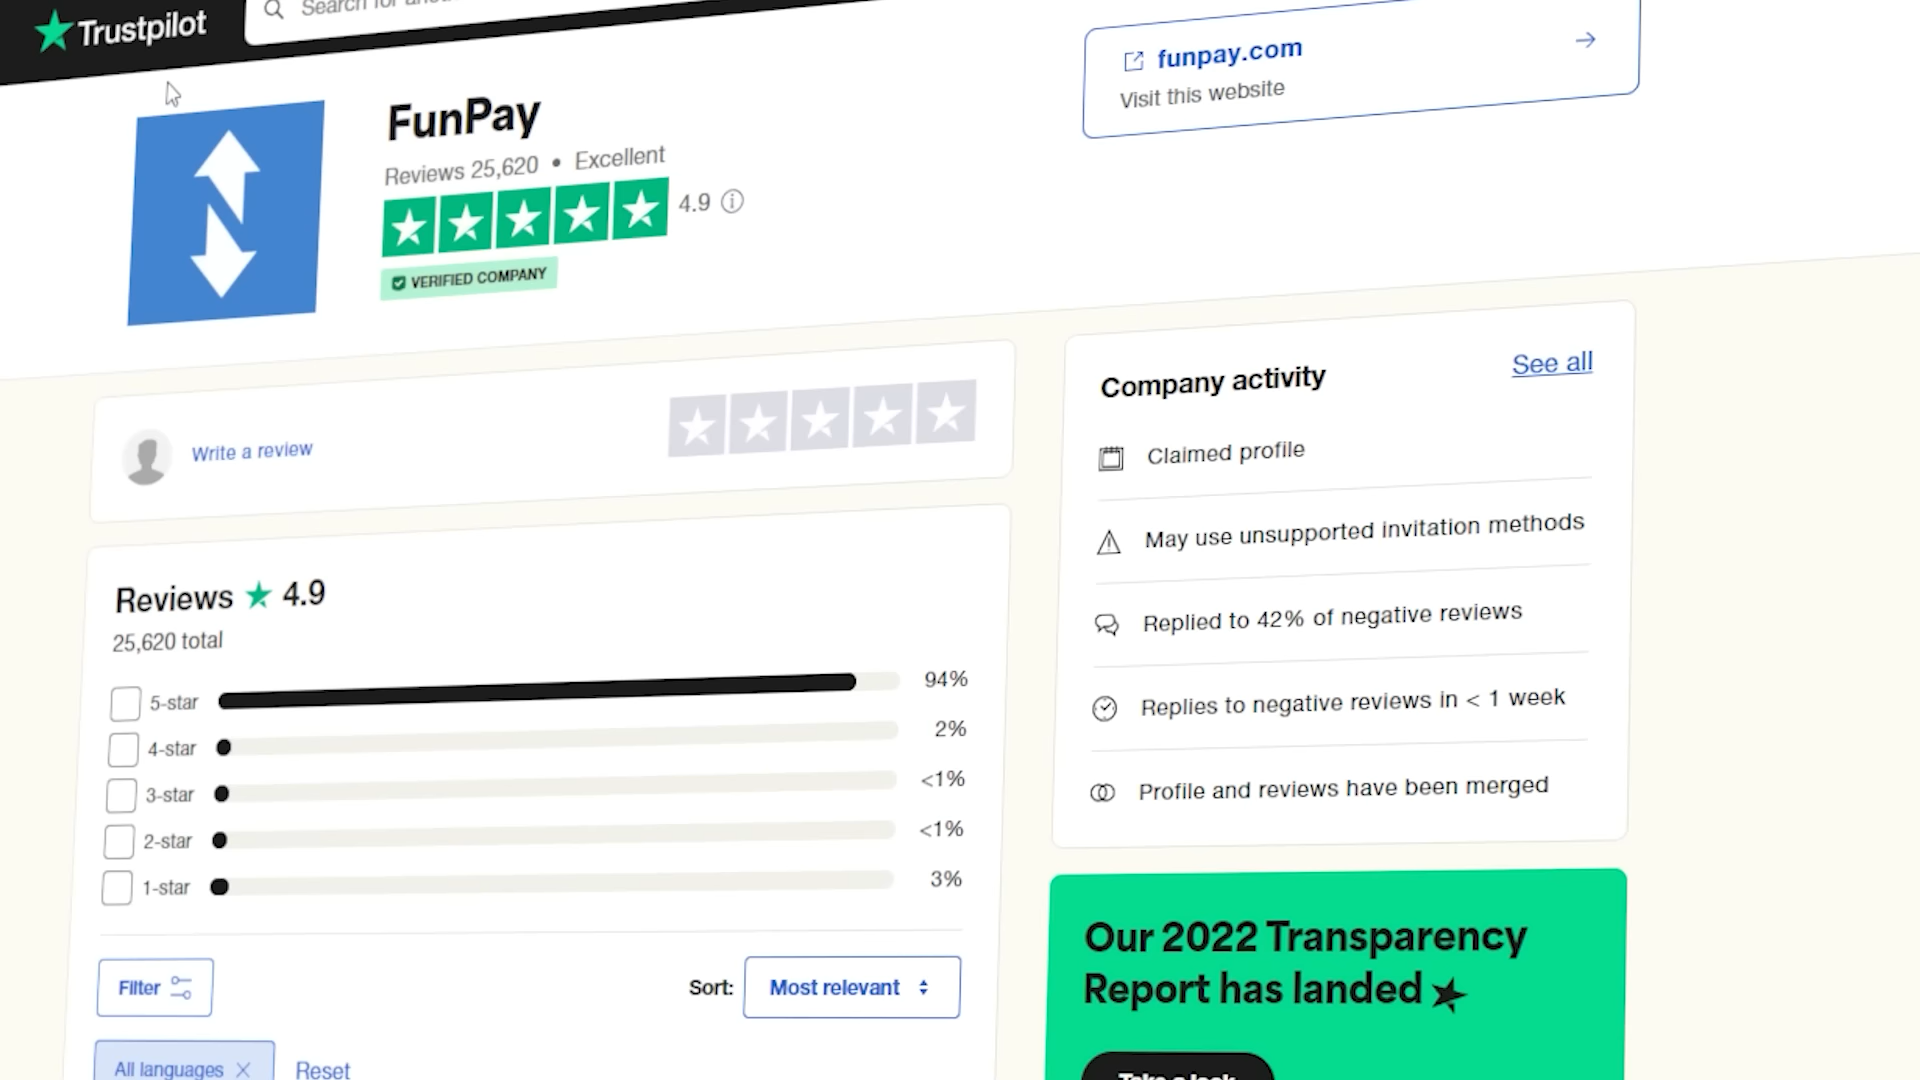 Trustpilot
Search for
funpay.com
Visit this website
FunPay
Reviews 25,620 • Excellent
4.9
VERIFIED COMPANY
Write a review
Company activity
See all
Claimed profile
May use unsupported invitation methods
Replied to 42% of negative reviews
Replies to negative reviews in < 1 week
Profile and reviews have been merged
Reviews ★ 4.9
25,620 total
5-star 94%
4-star 2%
3-star <1%
2-star <1%
1-star 3%
Filter
Sort: Most relevant
All languages
Reset
Our 2022 Transparency
Report has landed
Take a look